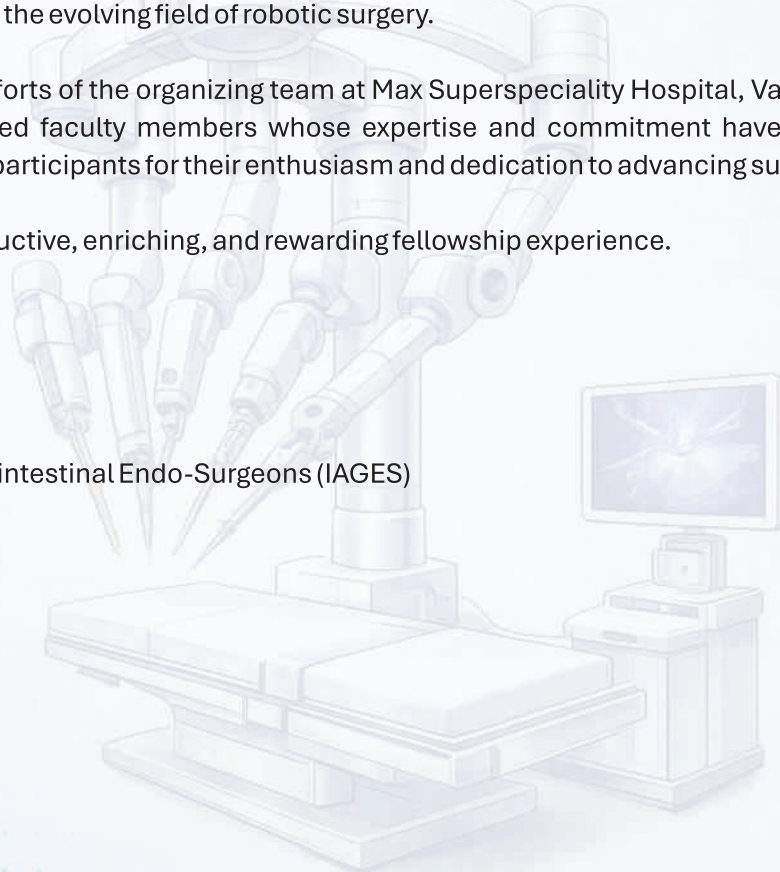 the evolving field of robotic surgery.
forts of the organizing team at Max Superspeciality Hospital, Va
ed faculty members whose expertise and commitment have
participants for their enthusiasm and dedication to advancing su
uctive, enriching, and rewarding fellowship experience.
intestinal Endo-Surgeons (IAGES)